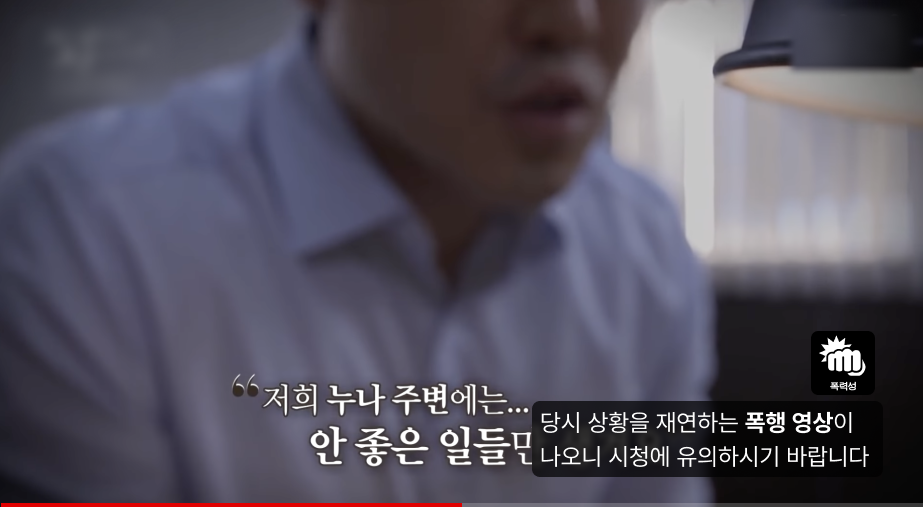 “저희 누나 주변에는...
안 좋은 일들만
폭력성
당시 상황을 재연하는 폭행 영상이
나오니 시청에 유의하시기 바랍니다